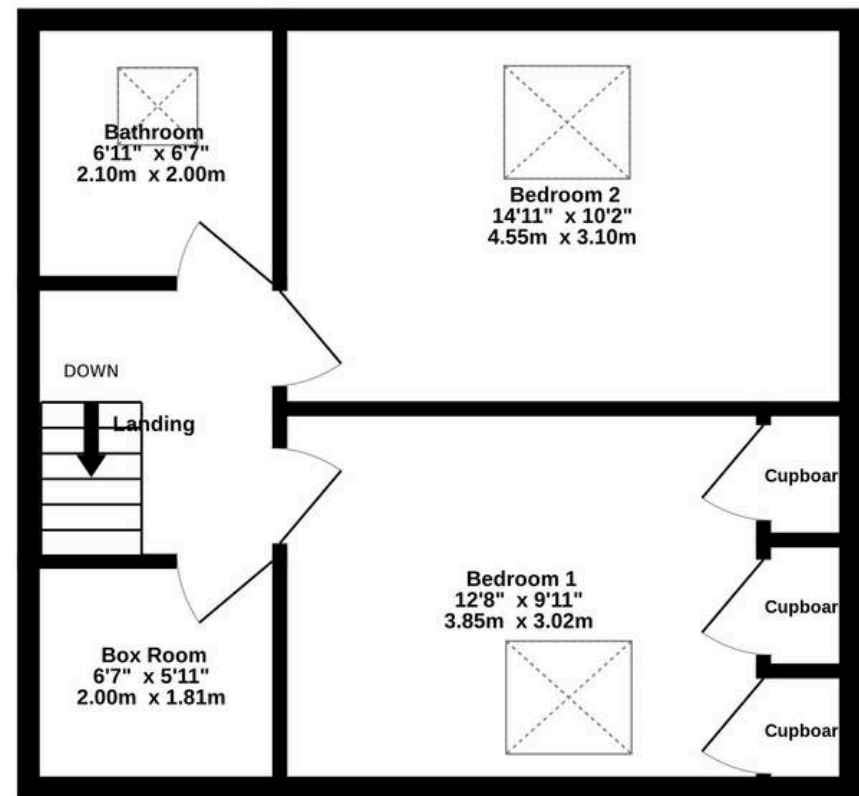 Bathroom
6'11" x 6'7"
2.10m x 2.00m
Bedroom 2
14'11" x 10'2"
4.55m x 3.10m
DOWN
Landing
Cupboar
Bedroom 1
12'8" x 9'11"
3.85m x 3.02m
Cupboar
Box Room
6'7" x 5'11"
2.00m x 1.81m
Cupboar